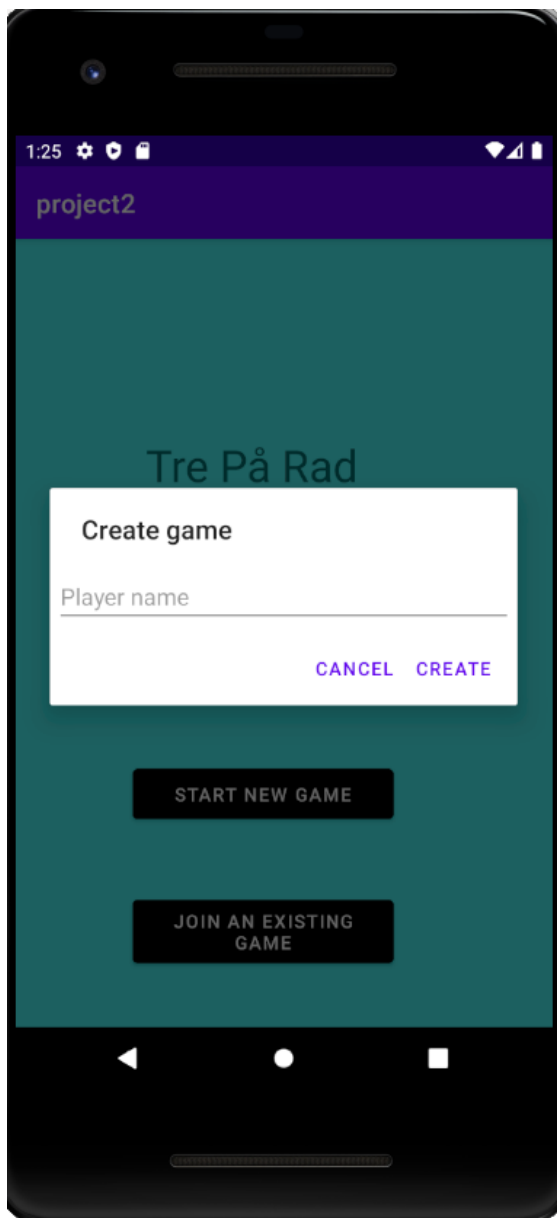 1:25
project2
Tre På Rad
Create game
Player name
CANCEL CREATE
START NEW GAME
JOIN AN EXISTING
GAME